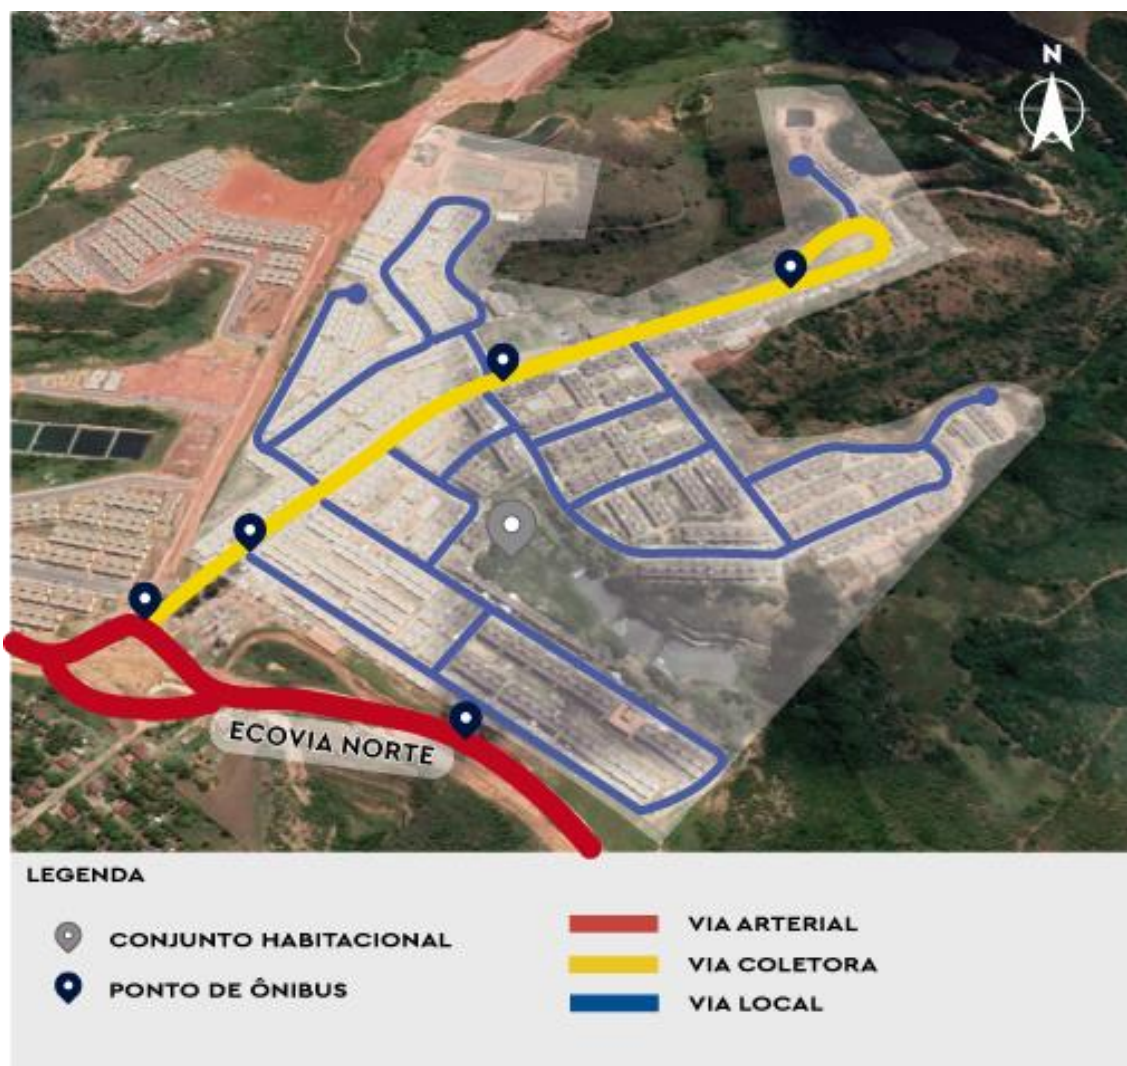 N
ECOVIA NORTE
LEGENDA
CONJUNTO HABITACIONAL
PONTO DE ÔNIBUS
VIA ARTERIAL
VIA COLETORA
VIA LOCAL